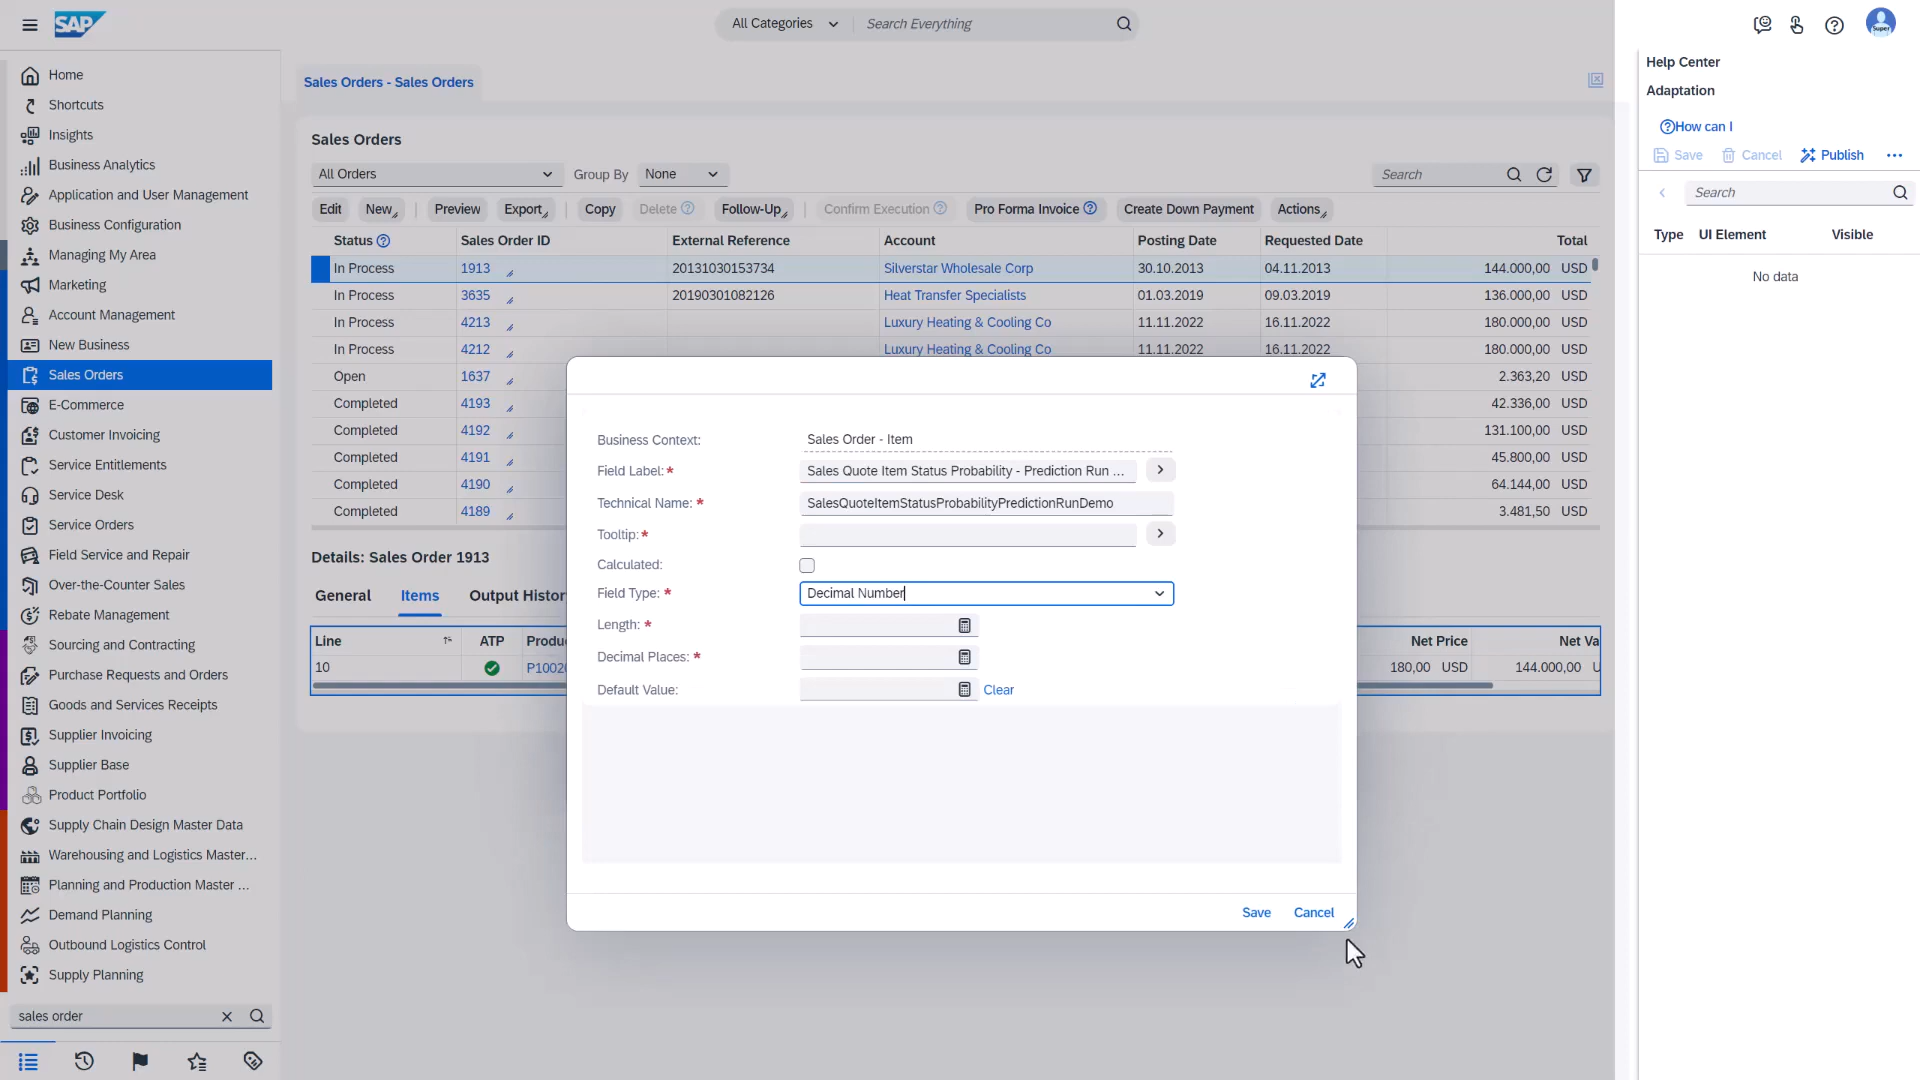 SAP
All Categories
Search Everything
Super
Home
Shortcuts
Insights
Business Analytics
Application and User Management
Business Configuration
Managing My Area
Marketing
Account Management
New Business
Sales Orders
E-Commerce
Customer Invoicing
Service Entitlements
Service Desk
Service Orders
Field Service and Repair
Over-the-Counter Sales
Rebate Management
Sourcing and Contracting
Purchase Requests and Orders
Goods and Services Receipts
Supplier Invoicing
Supplier Base
Product Portfolio
Supply Chain Design Master Data
Warehousing and Logistics Master...
Planning and Production Master ...
Demand Planning
Outbound Logistics Control
Supply Planning
sales order
Sales Orders - Sales Orders
Sales Orders
All Orders Group By None Search
Edit New Preview Export Copy Delete Follow-Up Confirm Execution Pro Forma Invoice Create Down Payment Actions
Status Sales Order ID External Reference Account Posting Date Requested Date Total
In Process 1913 20131030153734 Silverstar Wholesale Corp 30.10.2013 04.11.2013 144.000,00 USD
In Process 3635 20190301082126 Heat Transfer Specialists 01.03.2019 09.03.2019 136.000,00 USD
In Process 4213 Luxury Heating & Cooling Co 11.11.2022 16.11.2022 180.000,00 USD
In Process 4212 Luxury Heating & Cooling Co 11.11.2022 16.11.2022 180.000,00 USD
Open 1637 2.363,20 USD
Completed 4193 42.336,00 USD
Completed 4192 131.100,00 USD
Completed 4191 45.800,00 USD
Completed 4190 64.144,00 USD
Completed 4189 3.481,50 USD
Details: Sales Order 1913
General Items Output Histor
Line ATP Produ Net Price Net Va
10 P1002 180,00 USD 144.000,00 U
Business Context: Sales Order - Item
Field Label:* Sales Quote Item Status Probability - Prediction Run ...
Technical Name: * SalesQuoteItemStatusProbabilityPredictionRunDemo
Tooltip:*
Calculated:
Field Type: * Decimal Number
Length: *
Decimal Places: *
Default Value: Clear
Save Cancel
Help Center
Adaptation
How can I
Save Cancel Publish ...
Search
Type UI Element Visible
No data